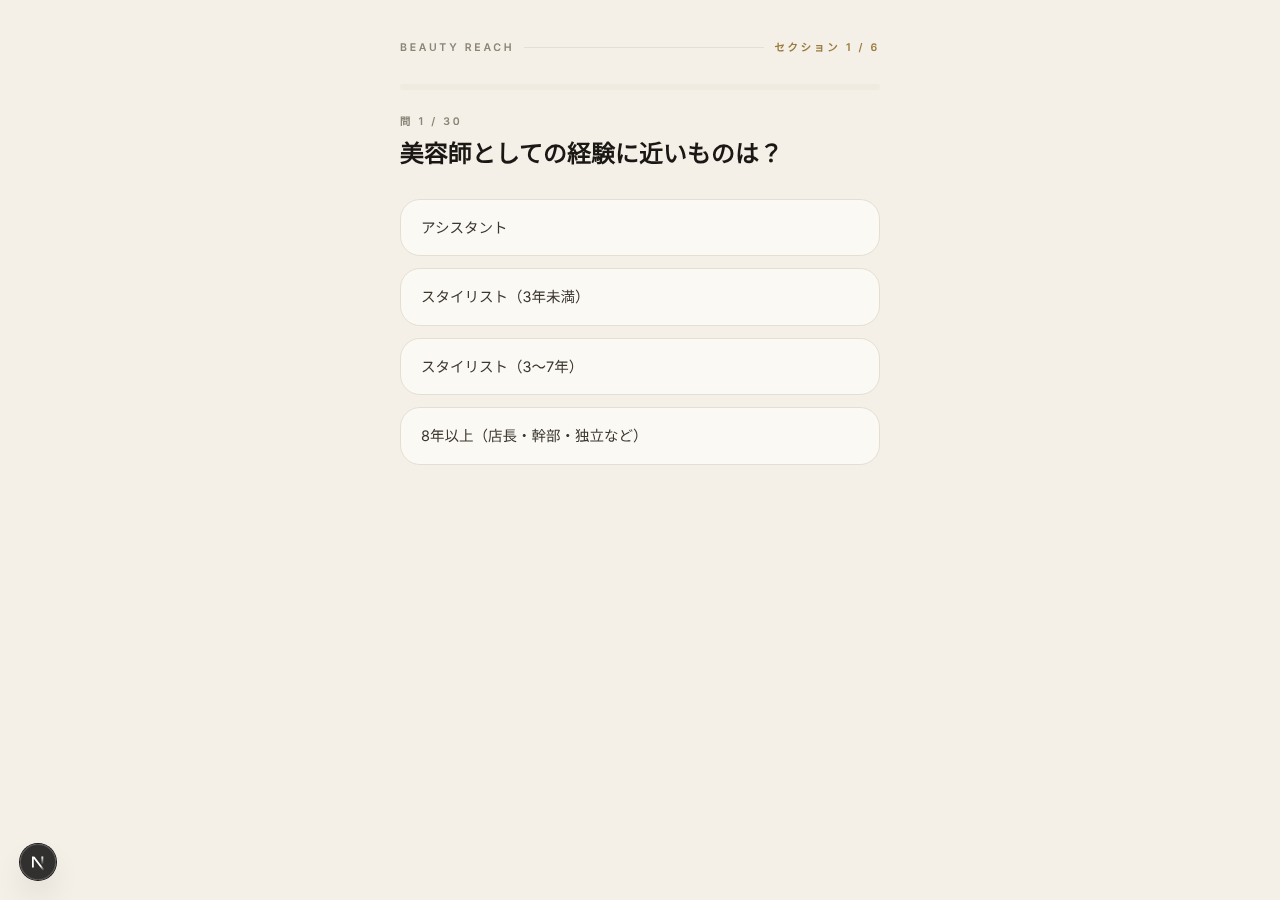 BEAUTY REACH
セクション 1 / 6
問 1 / 30
美容師としての経験に近いものは？
アシスタント
スタイリスト（3年未満）
スタイリスト（3〜7年）
8年以上（店長・幹部・独立など）
N